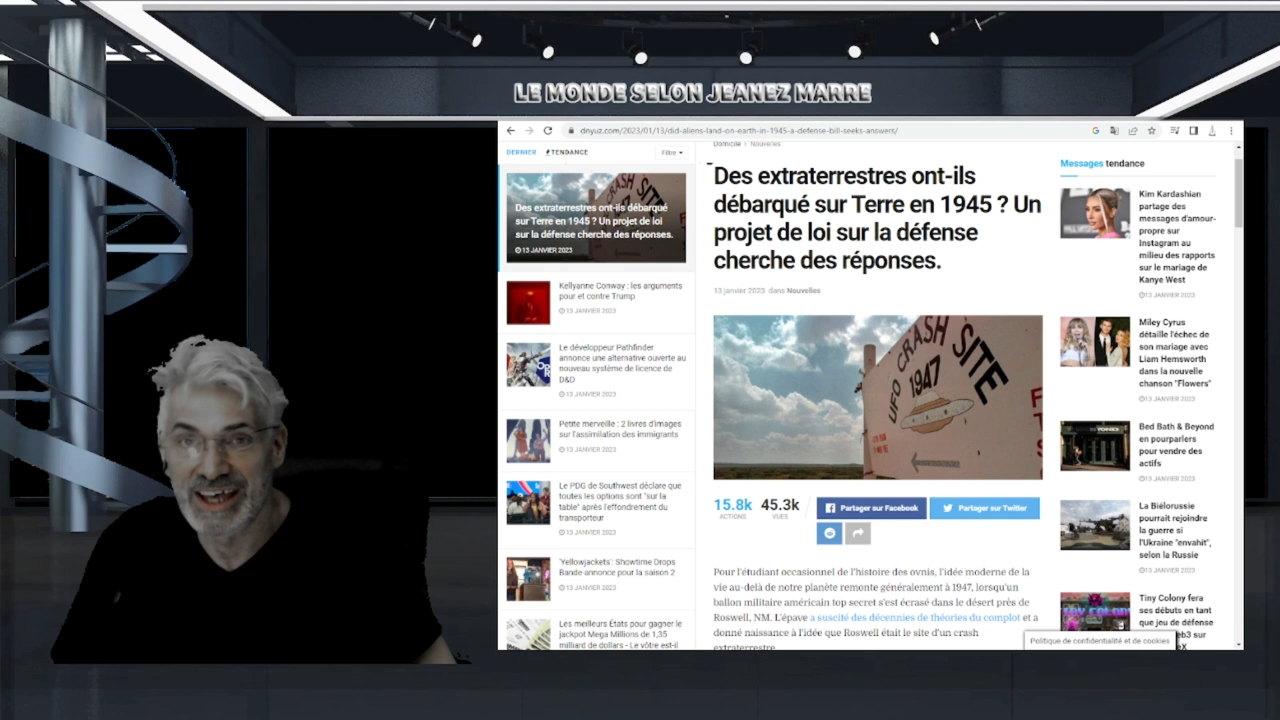 LE MONDE SELON JEANEZ MARRE
dnyuz.com/2023/01/13/did-aliens-land-on-earth-in-1945-a-defense-bill-seeks-answers/
DERNIER
TENDANCE
Filtre
Des extraterrestres ont-ils débarqué
sur Terre en 1945 ? Un projet de loi
sur la défense cherche des réponses.
13 JANVIER 2023
Kellyanne Conway : les arguments
pour et contre Trump
13 JANVIER 2023
Le développeur Pathfinder
annonce une alternative ouverte au
nouveau système de licence de
D&D
13 JANVIER 2023
Petite merveille : 2 livres d'images
sur l'assimilation des immigrants
13 JANVIER 2023
Le PDG de Southwest déclare que
toutes les options sont "sur la
table" après l'effondrement du
transporteur
13 JANVIER 2023
'Yellowjackets': Showtime Drops
Bande-annonce pour la saison 2
13 JANVIER 2023
Les meilleurs États pour gagner le
jackpot Mega Millions de 1,35
milliard de dollars - Le vôtre est-il
Domicile > Nouvelles
Des extraterrestres ont-ils
débarqué sur Terre en 1945 ? Un
projet de loi sur la défense
cherche des réponses.
13 janvier 2023 dans Nouvelles
UFO CRASH SITE
1947
15.8k
ACTIONS
45.3k
VUES
Partager sur Facebook
Partager sur Twitter
Pour l'étudiant occasionnel de l'histoire des ovnis, l'idée moderne de la
vie au-delà de notre planète remonte généralement à 1947, lorsqu'un
ballon militaire américain top secret s'est écrasé dans le désert près de
Roswell, NM. L'épave a suscité des décennies de théories du complot et a
donné naissance à l'idée que Roswell était le site d'un crash
extraterrestre.
Messages tendance
Kim Kardashian
partage des
messages d'amour-
propre sur
Instagram au
milieu des rapports
sur le mariage de
Kanye West
13 JANVIER 2023
Miley Cyrus
détaille l'échec de
son mariage avec
Liam Hemsworth
dans la nouvelle
chanson "Flowers"
13 JANVIER 2023
Bed Bath & Beyond
en pourparlers
pour vendre des
actifs
13 JANVIER 2023
La Biélorussie
pourrait rejoindre
la guerre si
l'Ukraine "envahit",
selon la Russie
13 JANVIER 2023
Tiny Colony fera
ses débuts en tant
que jeu de défense
Politique de confidentialité et de cookies